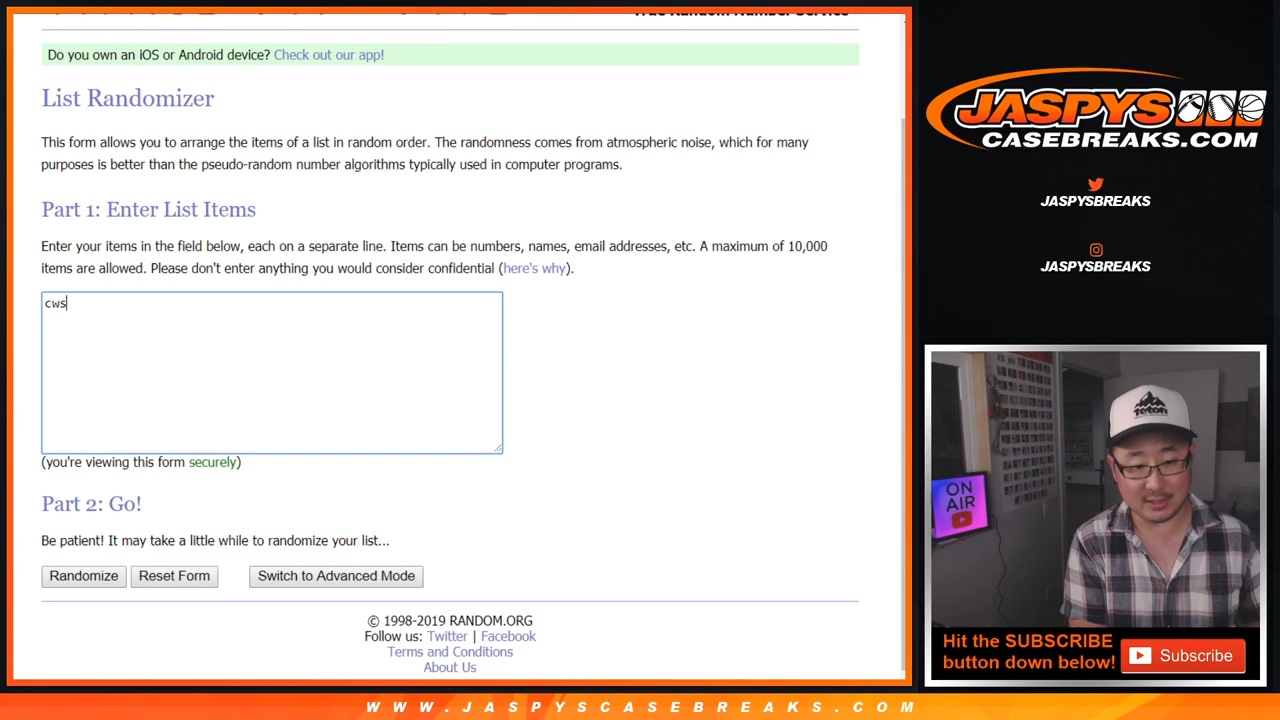 True Random Number Service
Do you own an iOS or Android device? Check out our app!
List Randomizer
This form allows you to arrange the items of a list in random order. The randomness comes from atmospheric noise, which for many
purposes is better than the pseudo-random number algorithms typically used in computer programs.
Part 1: Enter List Items
Enter your items in the field below, each on a separate line. Items can be numbers, names, email addresses, etc. A maximum of 10,000
items are allowed. Please don't enter anything you would consider confidential (here's why).
cws
(you're viewing this form securely)
Part 2: Go!
Be patient! It may take a little while to randomize your list...
Randomize Reset Form Switch to Advanced Mode
© 1998-2019 RANDOM.ORG
Follow us: Twitter | Facebook
Terms and Conditions
About Us
JASPYS
CASEBREAKS.COM
JASPYSBREAKS
JASPYSBREAKS
TETON
ON
AIR
Hit the SUBSCRIBE
button down below!
Subscribe
WWW.JASPYSCASEBREAKS.COM